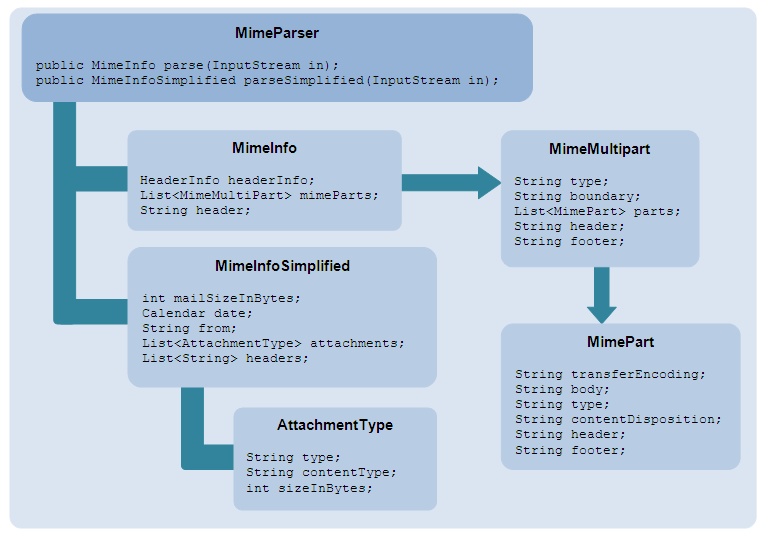 MimeParser
public MimeInfo parse(InputStream in);
public MimeInfoSimplified parseSimplified(InputStream in);
MimeInfo
HeaderInfo headerInfo;
List<MimeMultiPart> mimeParts;
String header;
MimeMultipart
String type;
String boundary;
List<MimePart> parts;
String header;
String footer;
MimeInfoSimplified
int mailSizeInBytes;
Calendar date;
String from;
List<AttachmentType> attachments;
List<String> headers;
MimePart
String transferEncoding;
String body;
String type;
String contentDisposition;
String header;
String footer;
AttachmentType
String type;
String contentType;
int sizeInBytes;